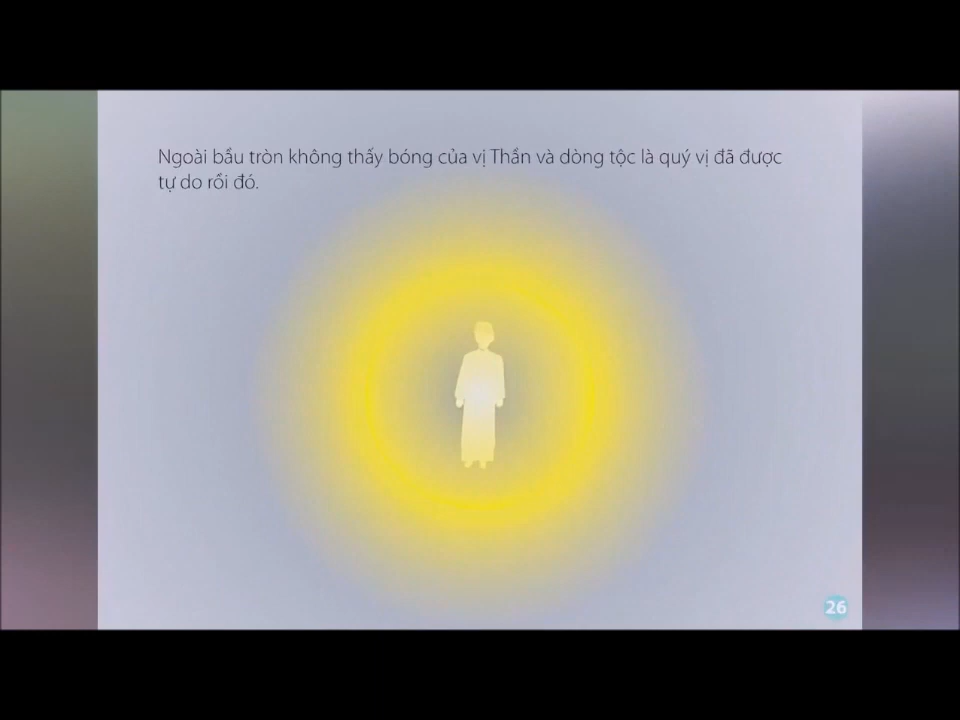 Ngoài bầu tròn không thấy bóng của vị Thần và dòng tộc là quý vị đã được
tự do rồi đó.
26